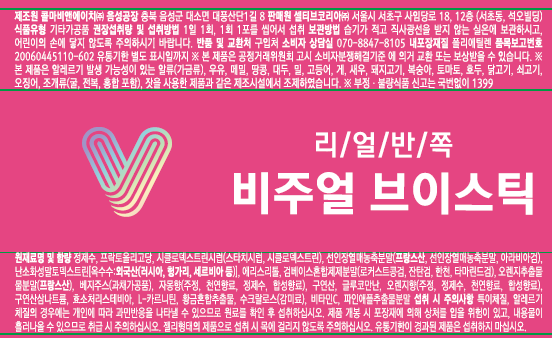 제조원 콜마비앤에이치㈜ 음성공장 충북 음성군 대소면 대풍산단1길 8 판매원 셀티브코리아㈜ 서울시 서초구 사임당로 18, 12층 (서초동, 석오빌딩)
식품유형 기타가공품 권장섭취량 및 섭취방법 1일 1회, 1회 1포를 씹어서 섭취 보관방법 습기가 적고 직사광선을 받지 않는 실온에 보관하시고,
어린이의 손에 닿지 않도록 주의하시기 바랍니다. 반품 및 교환처 구입처 소비자 상담실 070-8847-8105 내포장재질 폴리에틸렌 품목보고번호
20060445110-602 유통기한 별도 표시일까지 ※ 본 제품은 공정거래위원회 고시 소비자분쟁해결기준 에 의거 교환 또는 보상받을 수 있습니다. ※
본 제품은 알레르기 발생 가능성이 있는 알류(가금류), 우유, 메밀, 땅콩, 대두, 밀, 고등어, 게, 새우, 돼지고기, 복숭아, 토마토, 호두, 닭고기, 쇠고기,
오징어, 조개류(굴, 전복, 홍합 포함), 잣을 사용한 제품과 같은 제조시설에서 제조하였습니다. ※ 부정·불량식품 신고는 국번없이 1399
리/얼/반/쪽
비주얼 브이스틱
원재료명 및 함량 정제수, 프락토올리고당, 시클로덱스트린시럽(스타치시럽, 시클로덱스트린), 선인장열매농축분말[프랑스산, 선인장열매농축분말, 아라비아검),
난소화성말토덱스트린[옥수수:외국산(러시아, 헝가리, 세르비아 등)], 에리스리톨, 검베이스혼합제제분말(로커스트콩검, 잔탄검, 한천, 타마린드검), 오렌지추출
물분말(프랑스산), 베지주스(과채가공품), 자몽향(주정, 천연향료, 정제수, 합성향료), 구연산, 글루코만난, 오렌지향(주정, 정제수, 천연향료, 합성향료),
구연산삼나트륨, 효소처리스테비아, L-카르니틴, 황금혼합추출물, 수크랄로스(감미료), 비타민C, 파인애플추출물분말 섭취 시 주의사항 특이체질, 알레르기
체질의 경우에는 개인에 따라 과민반응을 나타낼 수 있으므로 원료를 확인 후 섭취하십시오. 제품 개봉 시 포장재에 의해 상처를 입을 위험이 있고, 내용물이
흘러나올 수 있으므로 취급 시 주의하십시오. 젤리형태의 제품으로 섭취 시 목에 걸리지 않도록 주의하십시오. 유통기한이 경과된 제품은 섭취하지 마십시오.